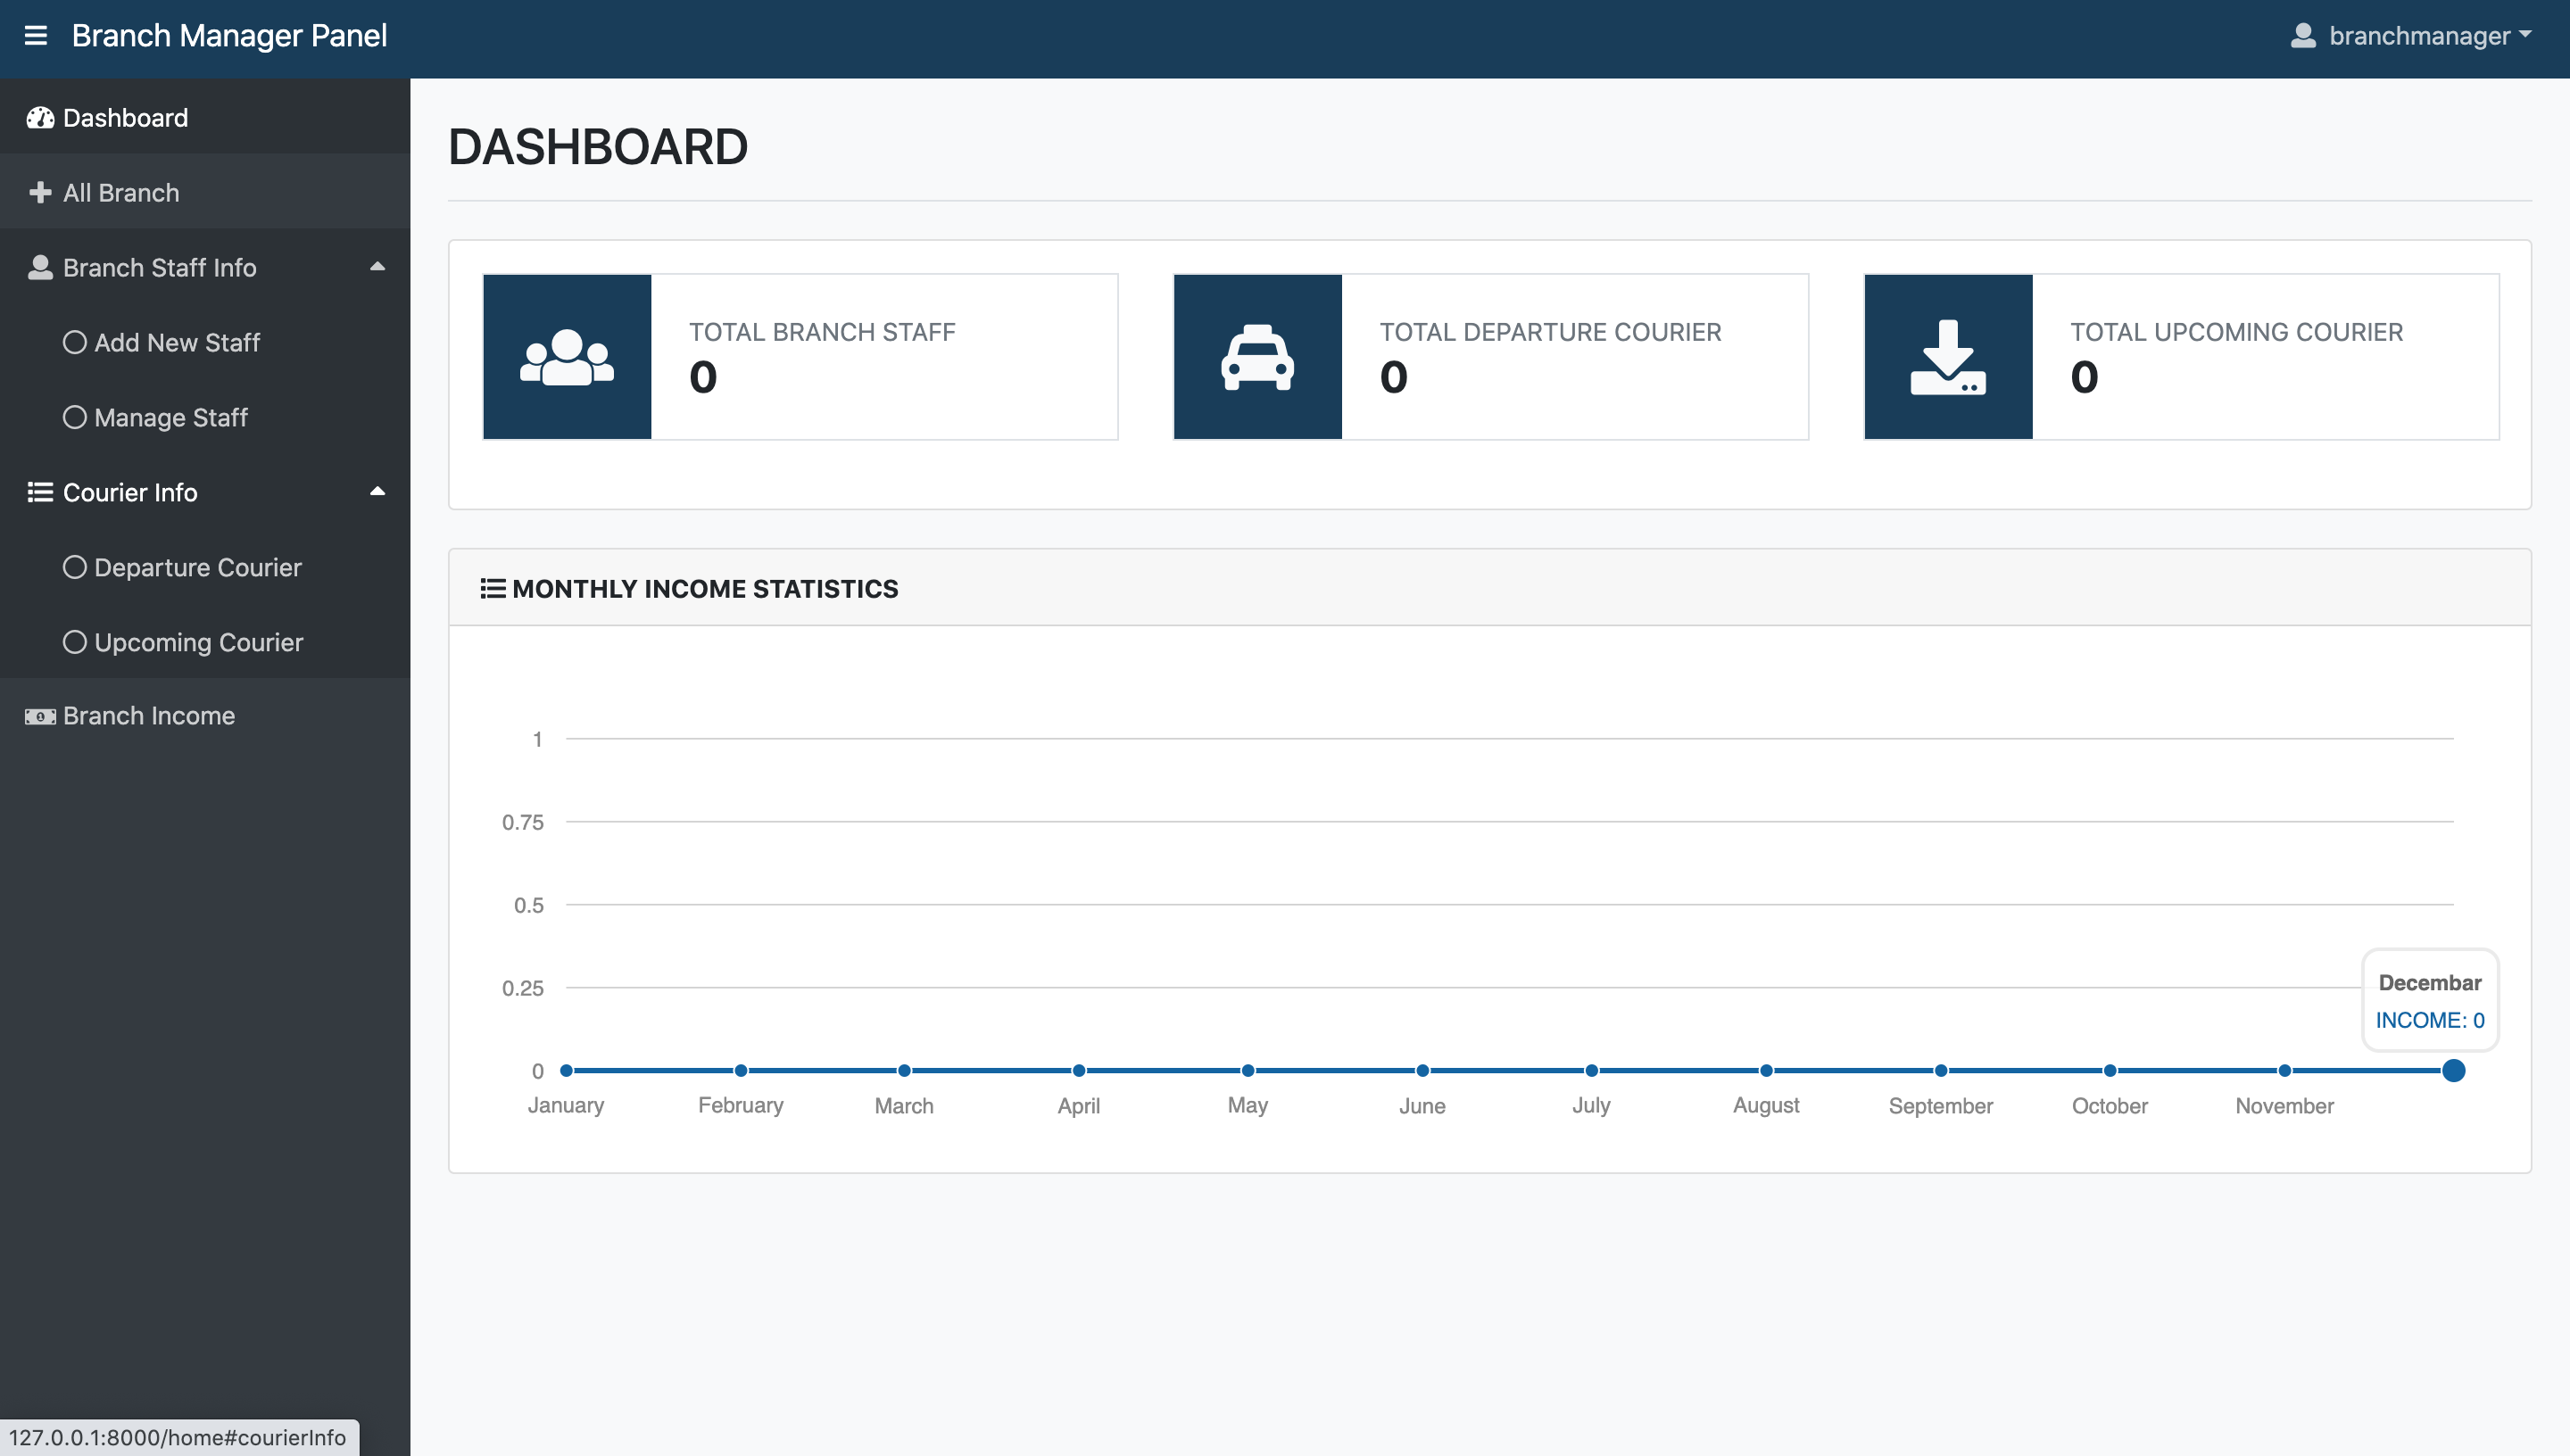 Branch Manager Panel
branchmanager
Dashboard
All Branch
Branch Staff Info
Add New Staff
Manage Staff
Courier Info
Departure Courier
Upcoming Courier
Branch Income
DASHBOARD
TOTAL BRANCH STAFF
0
TOTAL DEPARTURE COURIER
0
TOTAL UPCOMING COURIER
0
MONTHLY INCOME STATISTICS
1
0.75
0.5
0.25
0
Decembar
INCOME: 0
January February March April May June July August September October November
127.0.0.1:8000/home#courierInfo